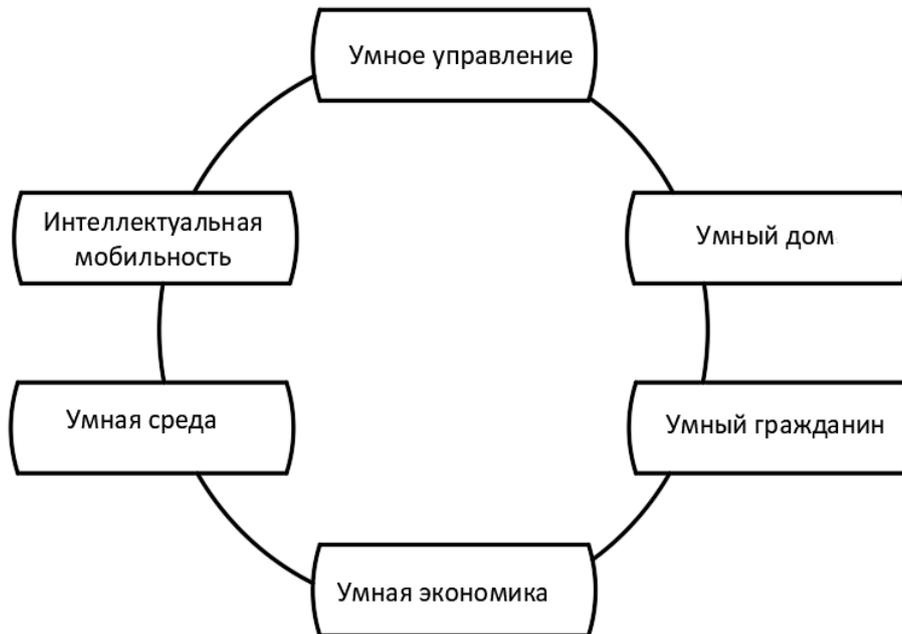 Умное управление
Интеллектуальная
мобильность
Умный дом
Умная среда
Умный гражданин
Умная экономика